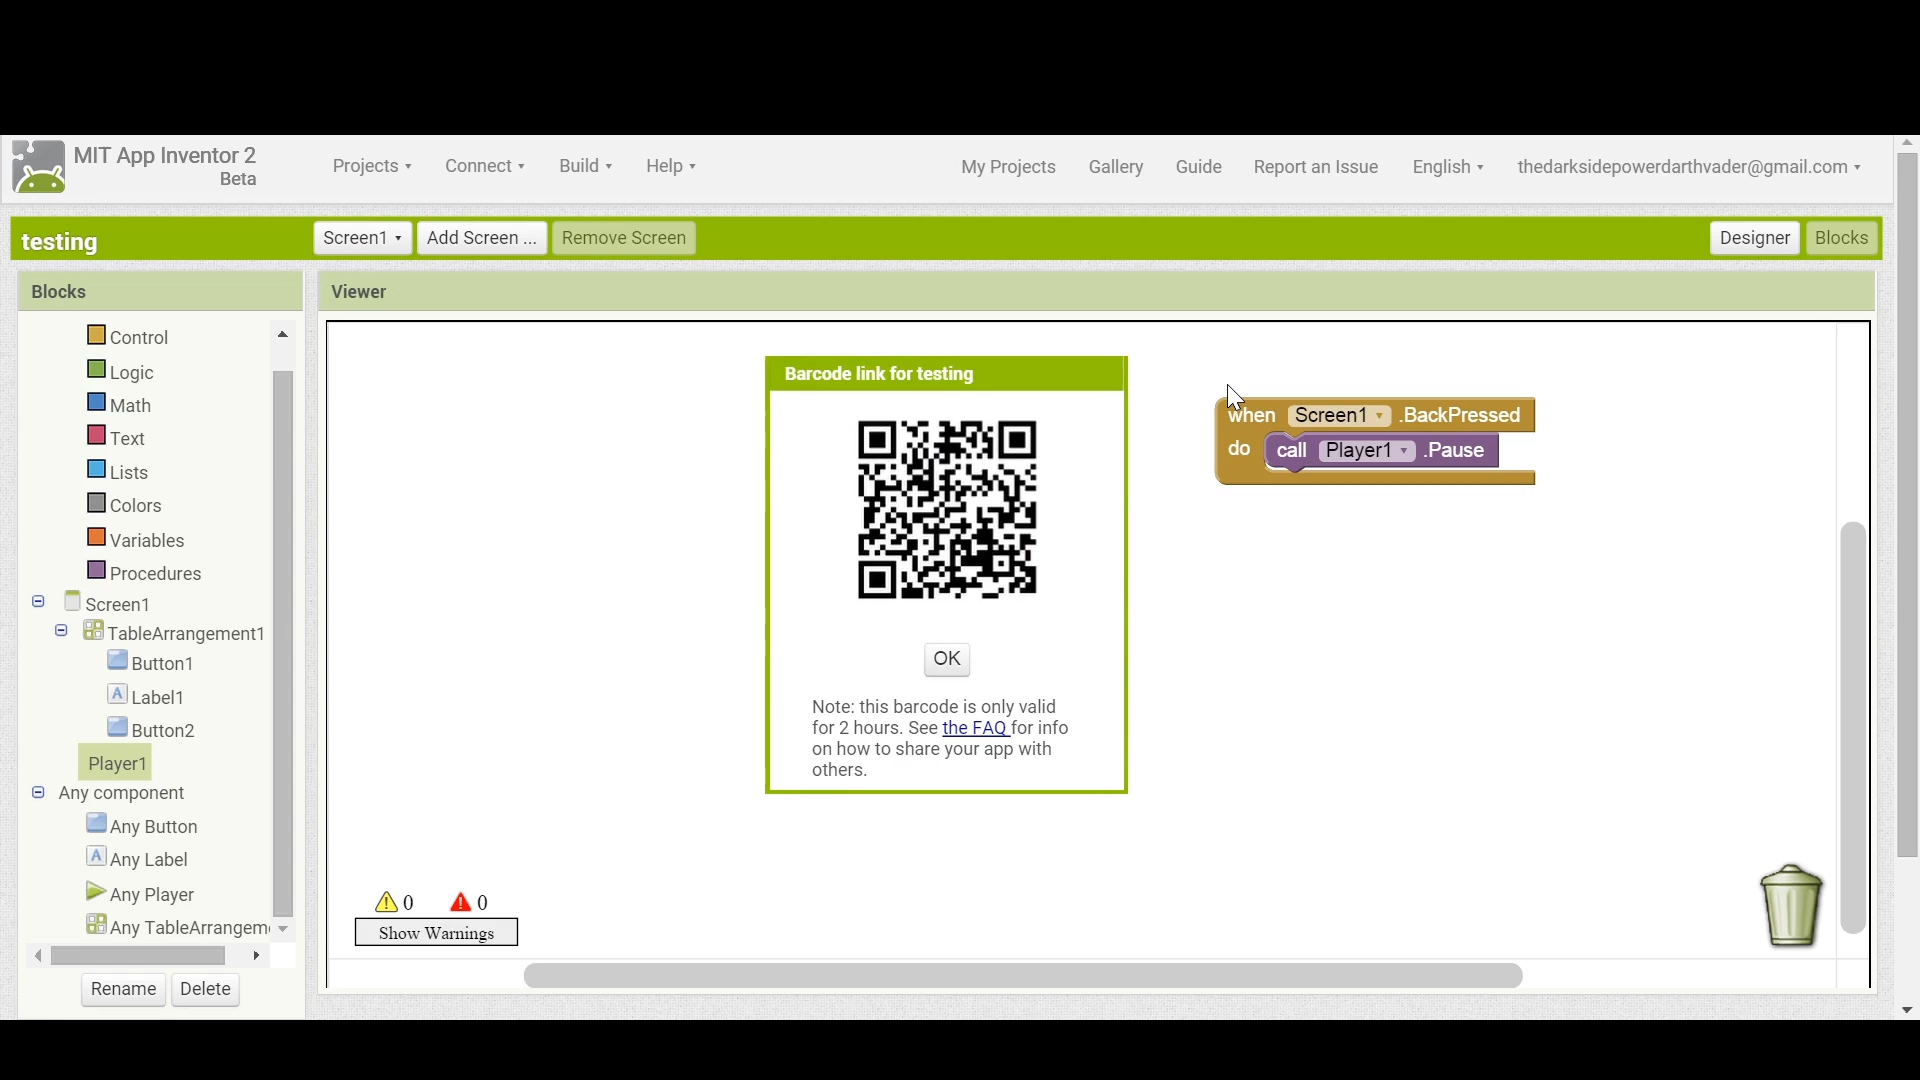 MIT App Inventor 2
Beta
Projects
Connect
Build
Help
My Projects
Gallery
Guide
Report an Issue
English
thedarksidepowerdarthvader@gmail.com
testing
Screen1
Add Screen ...
Remove Screen
Designer
Blocks
Blocks
Control
Logic
Math
Text
Lists
Colors
Variables
Procedures
Screen1
TableArrangement1
Button1
Label1
Button2
Player1
Any component
Any Button
Any Label
Any Player
Any TableArrangem
Rename
Delete
Viewer
Barcode link for testing
OK
Note: this barcode is only valid
for 2 hours. See the FAQ for info
on how to share your app with
others.
when Screen1 .BackPressed
do call Player1 .Pause
0 0
Show Warnings